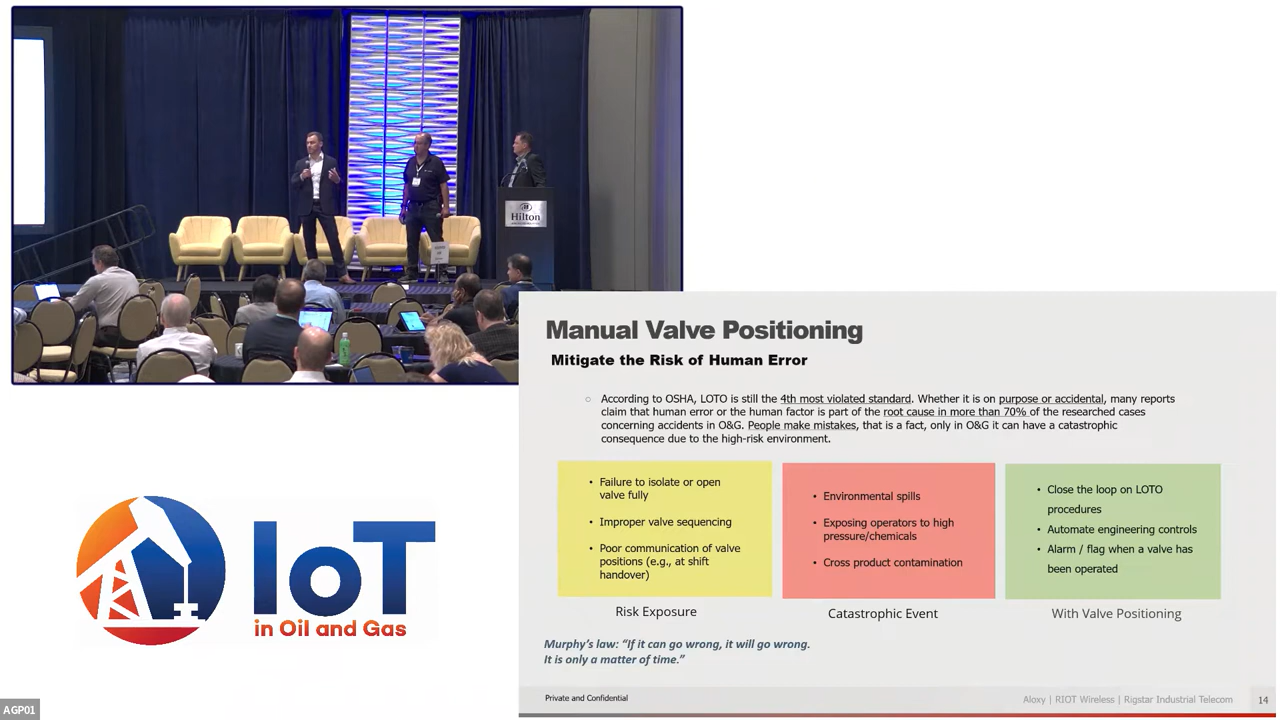 Hilton
Manual Valve Positioning
Mitigate the Risk of Human Error
○ According to OSHA, LOTO is still the 4th most violated standard. Whether it is on purpose or accidental, many reports
claim that human error or the human factor is part of the root cause in more than 70% of the researched cases
concerning accidents in O&G. People make mistakes, that is a fact, only in O&G it can have a catastrophic
consequence due to the high-risk environment.
• Failure to isolate or open
valve fully
• Improper valve sequencing
• Poor communication of valve
positions (e.g., at shift
handover)
Risk Exposure
• Environmental spills
• Exposing operators to high
pressure/chemicals
• Cross product contamination
Catastrophic Event
• Close the loop on LOTO
procedures
• Automate engineering controls
• Alarm / flag when a valve has
been operated
With Valve Positioning
Murphy's law: “If it can go wrong, it will go wrong.
It is only a matter of time.”
Private and Confidential
Aloxy | RIOT Wireless | Rigstar Industrial Telecom
14
IoT
in Oil and Gas
AGP01